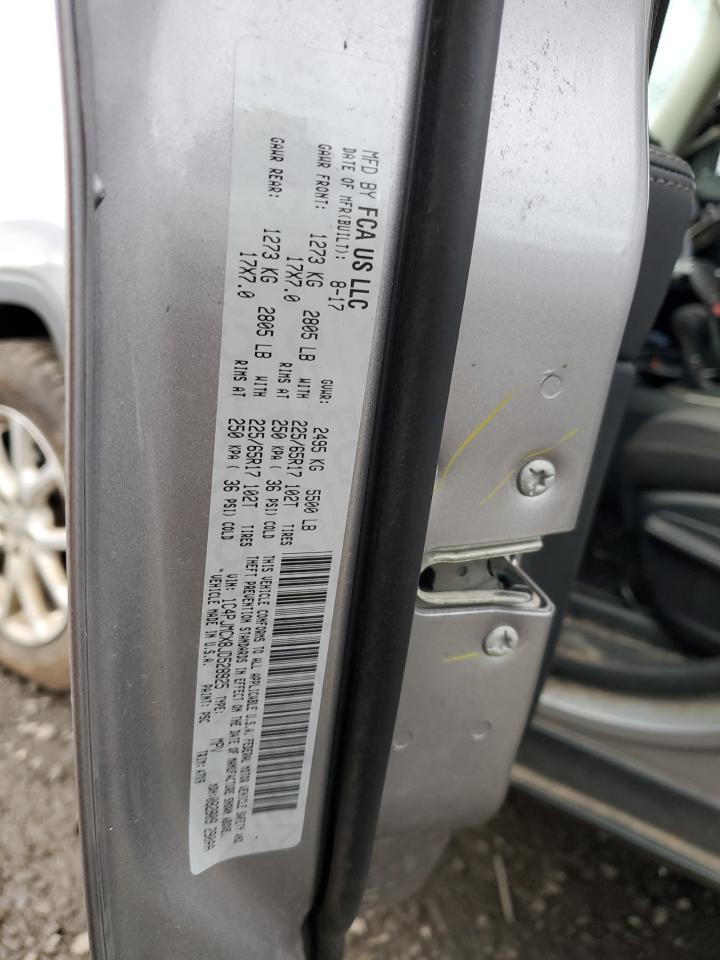 MFD BY FCA US LLC
DATE OF MFR(BUILT): 8-17 GVWR: 2495 KG 5500 LB
GAWR FRONT: 1273 KG 2805 LB WITH 225/65R17 102T TIRES
17X7.0 RIMS AT 250 KPA ( 36 PSI) COLD
GAWR REAR: 1273 KG 2805 LB WITH 225/65R17 102T TIRES
17X7.0 RIMS AT 250 KPA ( 36 PSI) COLD
THIS VEHICLE CONFORMS TO ALL APPLICABLE U.S.A. FEDERAL MOTOR VEHICLE SAFETY AND
THEFT PREVENTION STANDARDS IN EFFECT ON THE DATE OF MANUFACTURE SHOWN ABOVE.
VIN: 1C4PJMCX8JD528925 TYPE: MPV
VEHICLE MADE IN U.S.A. PAINT: PSC TRIM: A7X9